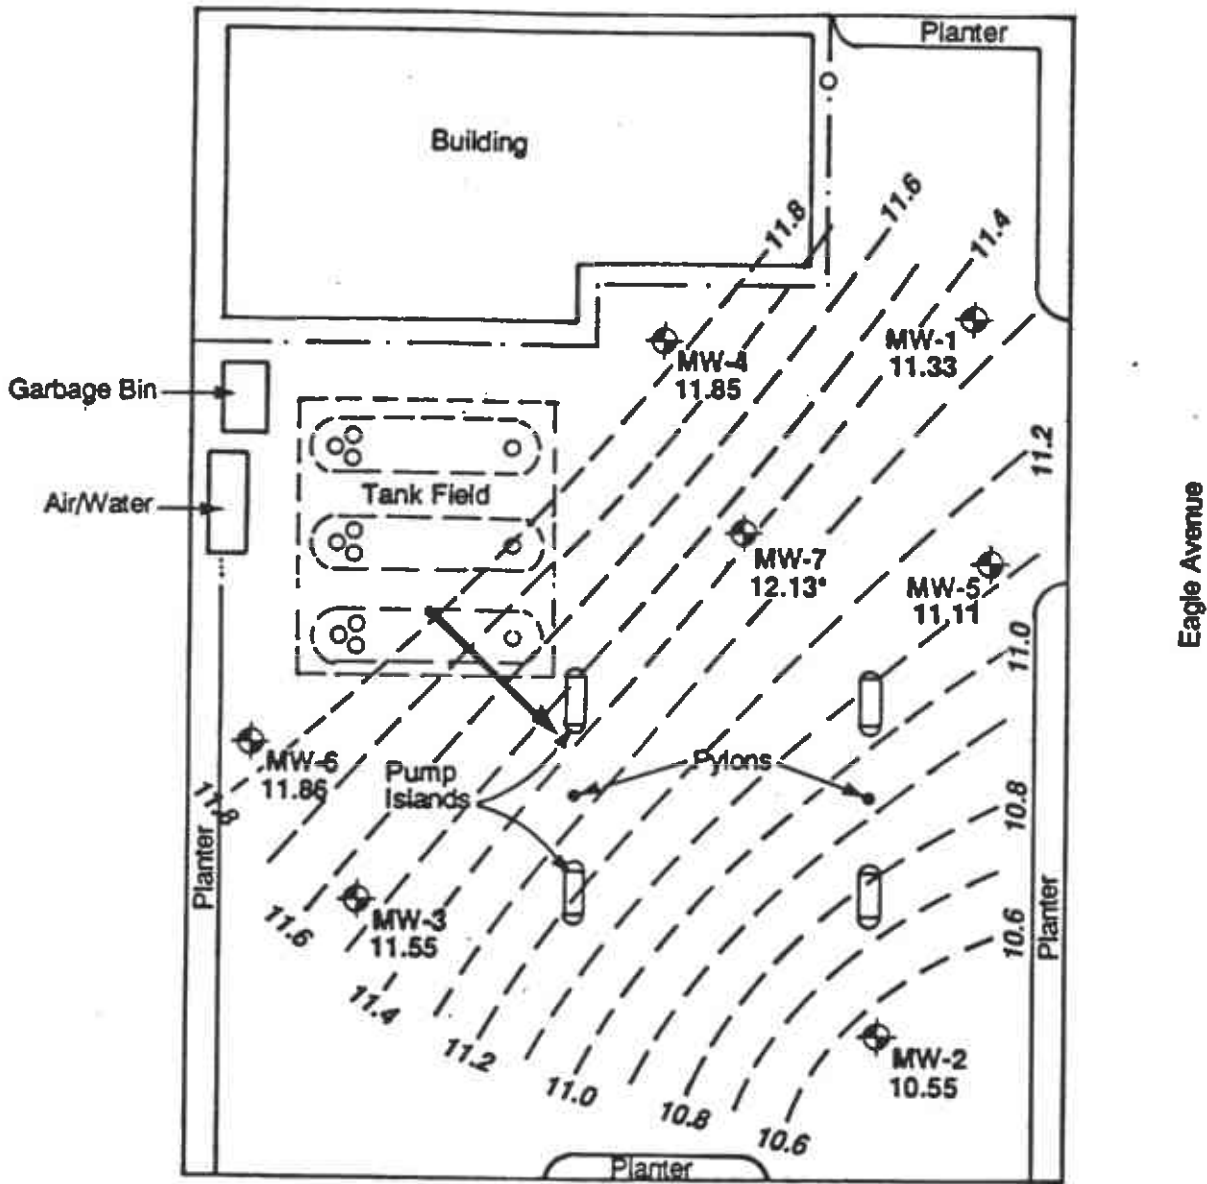 Planter
Building
11.8
11.6
11.4
MW-1
11.33
MW-4
11.85
Garbage Bin
11.2
Air/Water
Tank Field
Eagle Avenue
MW-7
12.13*
MW-5
11.11
11.0
MW-6
11.86
Pump
Islands
Pylons
11.8
10.8
Planter
11.6
MW-3
11.55
10.6
Planter
11.4
11.2
MW-2
10.55
11.0
10.8
10.6
Planter